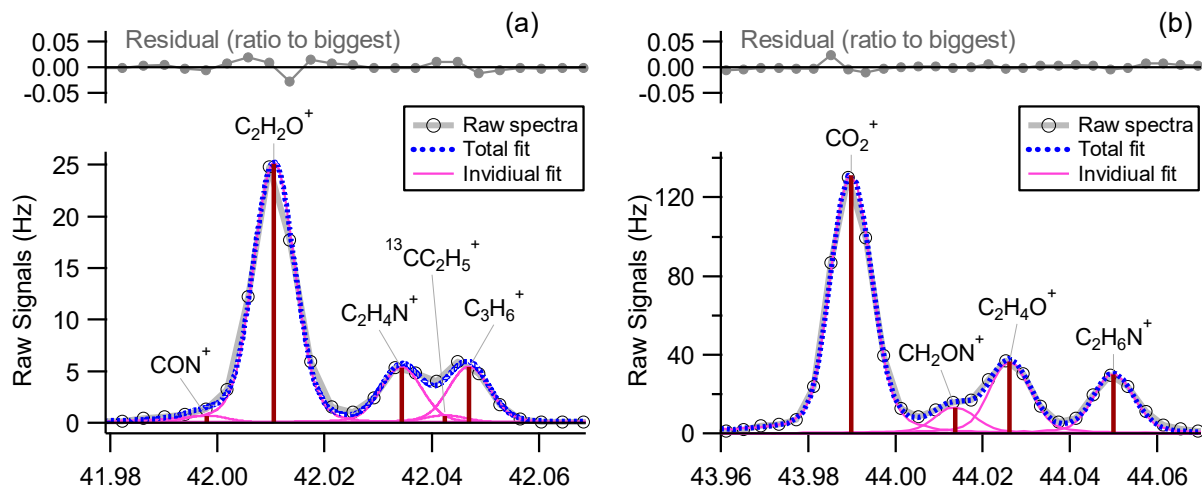 (a)
Residual (ratio to biggest)
0.05
0.00
-0.05
Raw spectra
Total fit
Invidiual fit
C₂H₂O⁺
¹³CC₂H₅⁺
C₂H₄N⁺
C₃H₆⁺
CON⁺
Raw Signals (Hz)
25
20
15
10
5
0
41.98 42.00 42.02 42.04 42.06
(b)
Residual (ratio to biggest)
0.05
0.00
-0.05
Raw spectra
Total fit
Invidiual fit
CO₂⁺
C₂H₄O⁺
CH₂ON⁺
C₂H₆N⁺
Raw Signals (Hz)
120
80
40
0
43.96 43.98 44.00 44.02 44.04 44.06